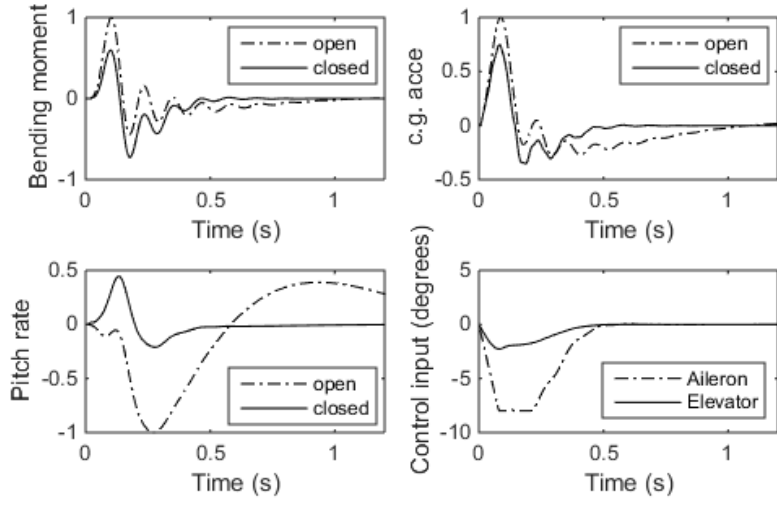 Bending moment
1
0
-1
0
0.5
1
Time (s)
open
closed
c.g. acce
1
0.5
0
-0.5
0
0.5
1
Time (s)
open
closed
Pitch rate
0.5
0
-0.5
-1
0
0.5
1
Time (s)
open
closed
Control input (degrees)
5
0
-5
-10
0
0.5
1
Time (s)
Aileron
Elevator